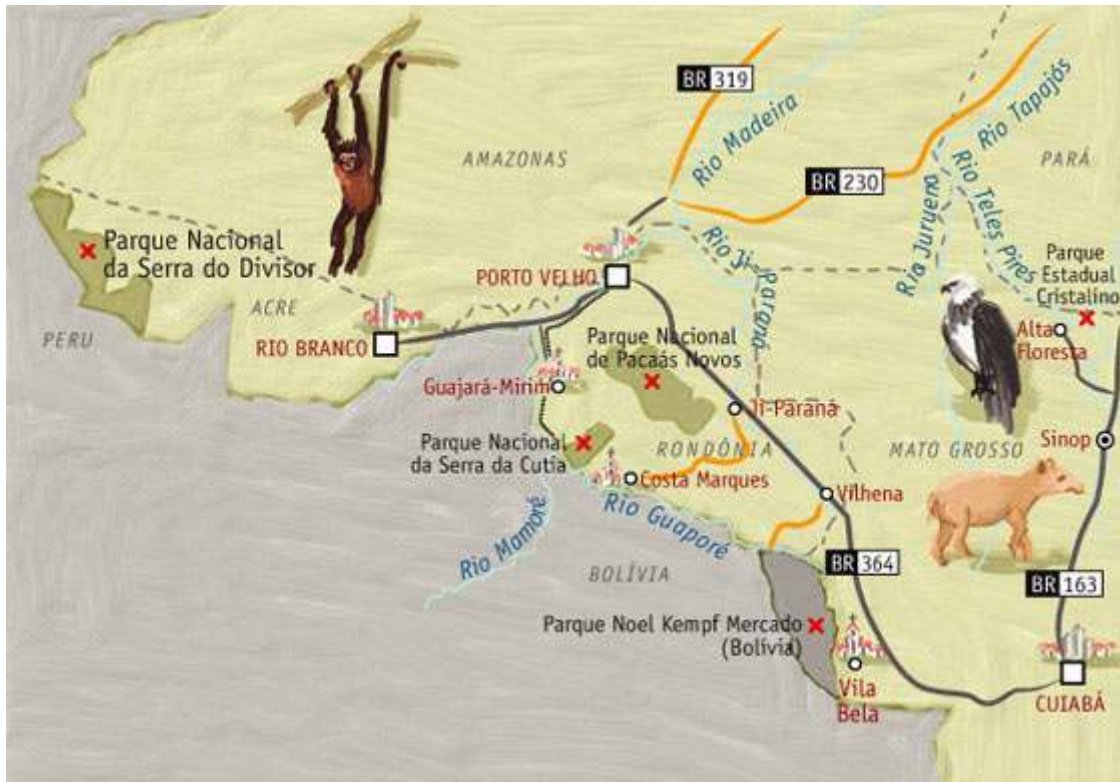 BR 319
Rio Madeira
Rio Tapajós
AMAZONAS
PARÁ
BR 230
Rio Juruena
Rio Teles Pires
Rio Ji-Paraná
Parque Nacional
da Serra do Divisor
Parque
Estadual
Cristalino
PORTO VELHO
ACRE
PERU
RIO BRANCO
Alta
Floresta
Parque Nacional
de Pacaás Novos
Guajará-Mirim
Ji-Paraná
Parque Nacional
da Serra da Cutia
RONDÔNIA
MATO GROSSO
Sinop
Costa Marques
Vilhena
Rio Guaporé
Rio Mamoré
BOLÍVIA
BR 364
BR 163
Parque Noel Kempf Mercado
(Bolívia)
Vila
Bela
CUIABÁ